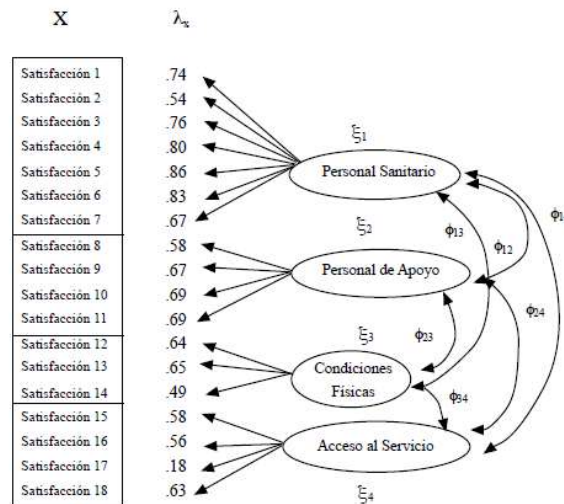 X λx
Satisfacción 1 .74
Satisfacción 2 .54
Satisfacción 3 .76
Satisfacción 4 .80
Satisfacción 5 .86
Satisfacción 6 .83
Satisfacción 7 .67
Satisfacción 8 .58
Satisfacción 9 .67
Satisfacción 10 .69
Satisfacción 11 .69
Satisfacción 12 .64
Satisfacción 13 .65
Satisfacción 14 .49
Satisfacción 15 .58
Satisfacción 16 .56
Satisfacción 17 .18
Satisfacción 18 .63
ξ1
Personal Sanitario
ξ2
Personal de Apoyo
ξ3
Condiciones
Físicas
Acceso al Servicio
ξ4
ϕ1
ϕ13
ϕ12
ϕ24
ϕ23
ϕ34